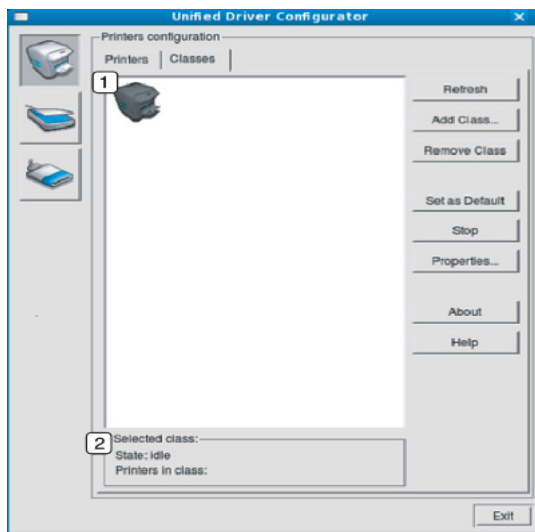 Unified Driver Configurator
Printers configuration
Printers Classes
1
Refresh
Add Class...
Remove Class
Set as Default
Stop
Properties...
About
Help
2
Selected class:
State: idle
Printers in class:
Exit